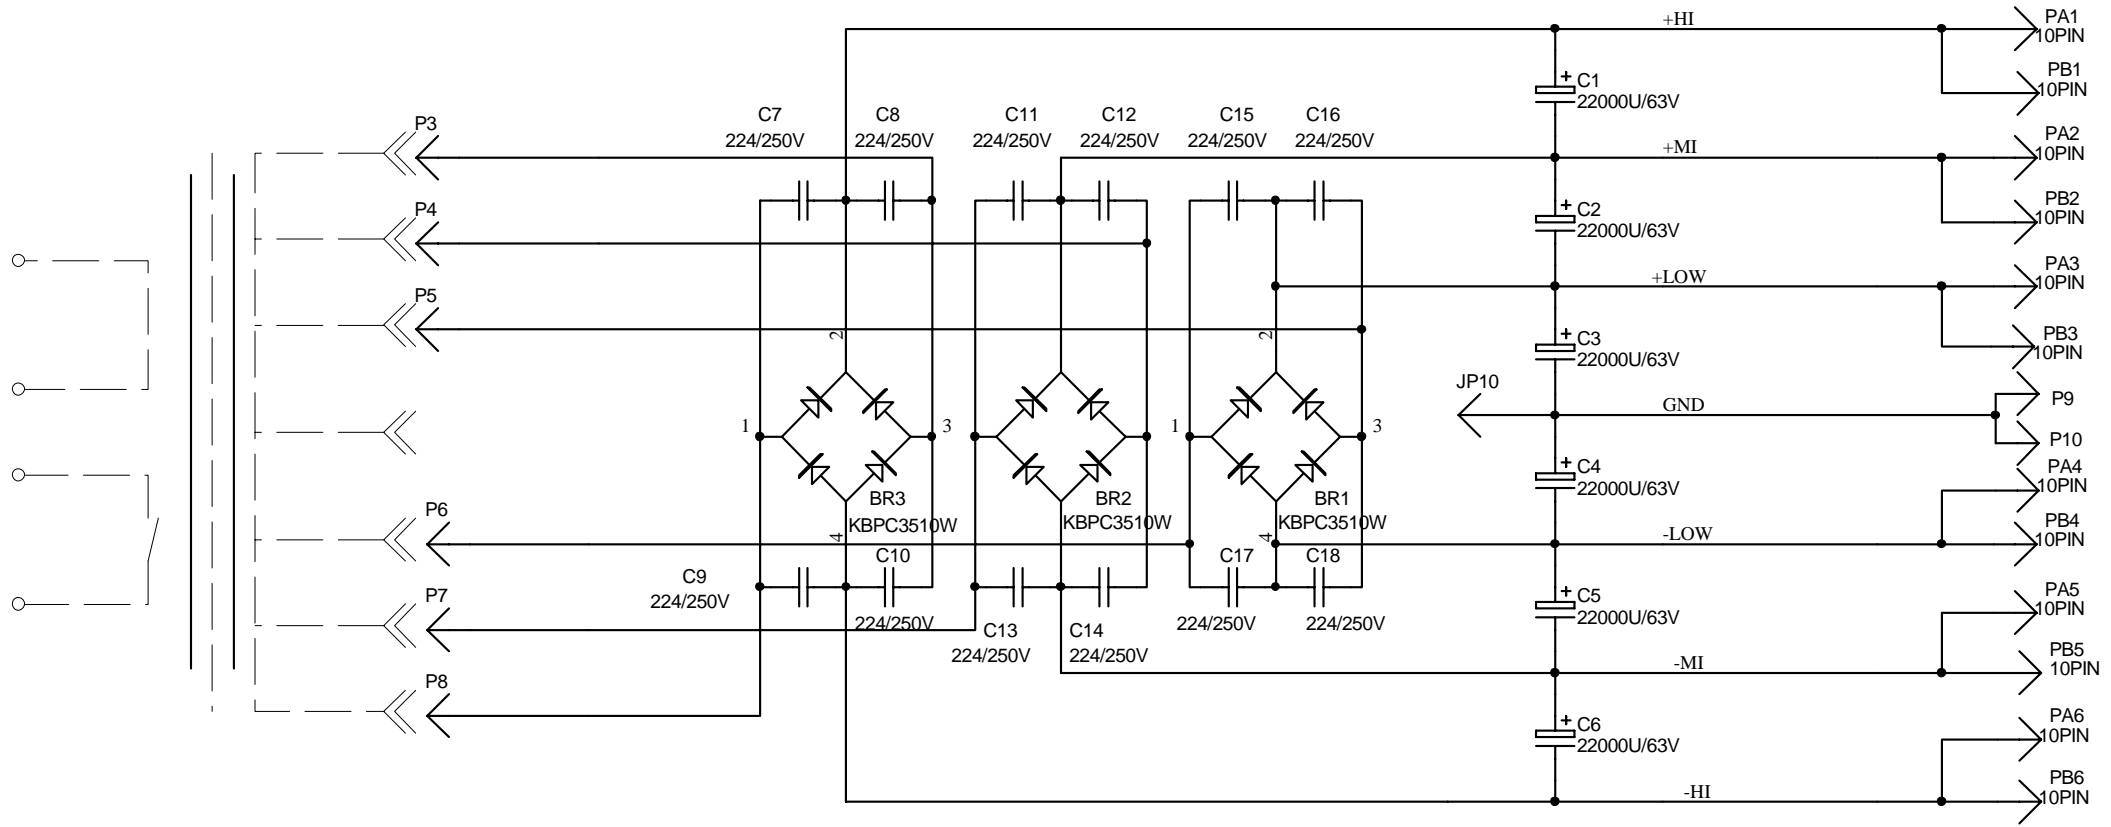 +HI
PA1
10PIN
PB1
10PIN
+ C1
22000U/63V
C7
224/250V
C8
224/250V
C11
224/250V
C12
224/250V
C15
224/250V
C16
224/250V
P3
+MI
PA2
10PIN
P4
+ C2
22000U/63V
PB2
10PIN
+LOW
PA3
10PIN
P5
2
2
+ C3
22000U/63V
PB3
10PIN
JP10
GND
P9
P10
1
3
1
3
+ C4
22000U/63V
PA4
10PIN
BR3
KBPC3510W
BR2
KBPC3510W
BR1
KBPC3510W
P6
4
4
-LOW
PB4
10PIN
C9
224/250V
C10
224/250V
C17
224/250V
C18
224/250V
+ C5
22000U/63V
PA5
10PIN
P7
C13
224/250V
C14
224/250V
-MI
PB5
10PIN
P8
+ C6
22000U/63V
PA6
10PIN
-HI
PB6
10PIN